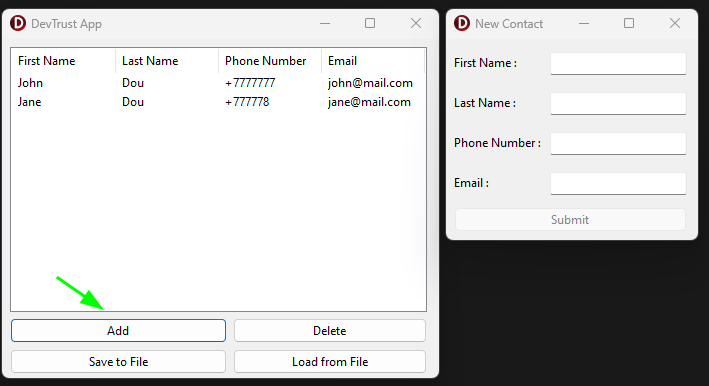 DevTrust App
First Name Last Name Phone Number Email
John Dou +7777777 john@mail.com
Jane Dou +777778 jane@mail.com
Add Delete
Save to File Load from File
New Contact
First Name :
Last Name :
Phone Number :
Email :
Submit